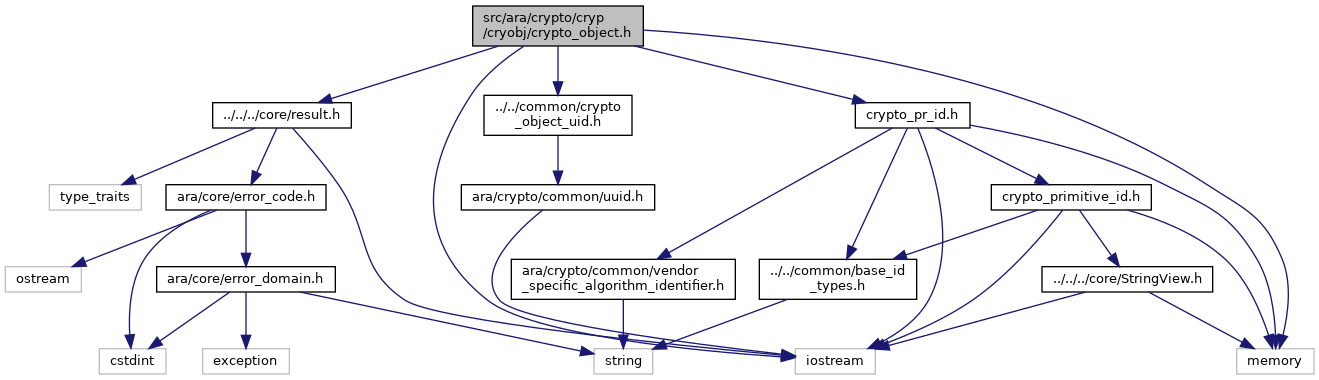 src/ara/crypto/cryp
/cryobj/crypto_object.h
../../../core/result.h
../../common/crypto
_object_uid.h
crypto_pr_id.h
type_traits
ara/core/error_code.h
ara/crypto/common/uuid.h
crypto_primitive_id.h
ostream
ara/core/error_domain.h
ara/crypto/common/vendor
_specific_algorithm_identifier.h
../../common/base_id
_types.h
../../../core/StringView.h
cstdint
exception
string
iostream
memory